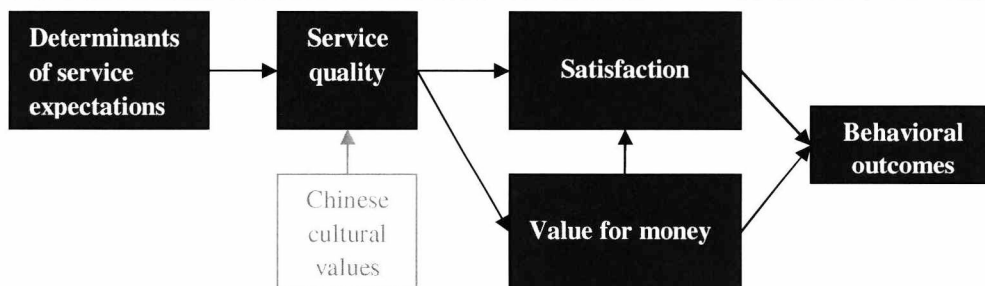 Determinants
of service
expectations
Service
quality
Satisfaction
Behavioral
outcomes
Chinese
cultural
values
Value for money